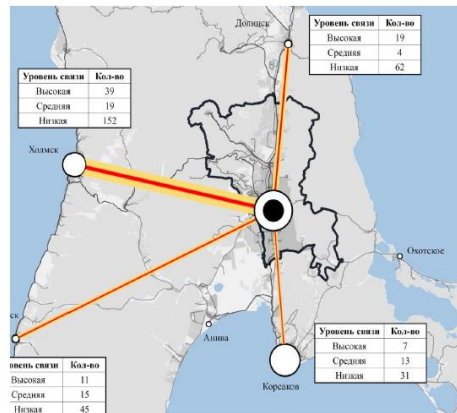 Долинск
Уровень связи Кол-во
Высокая 19
Средняя 4
Низкая 62
Уровень связи Кол-во
Высокая 39
Средняя 19
Низкая 152
Холмск
Охотское
Анива
ск
Уровень связи Кол-во
Высокая 7
Средняя 13
Низкая 31
Корсаков
овень связи Кол-во
Высокая 11
Средняя 15
Низкая 45